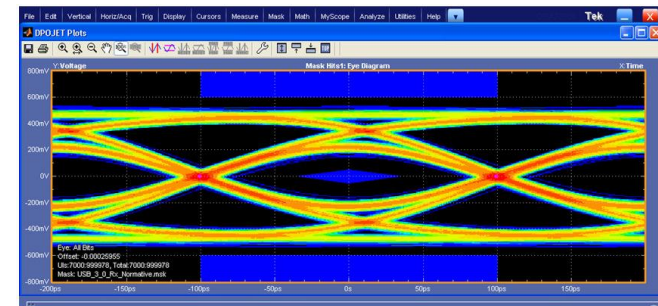 File Edit Vertical Horiz/Acq Trig Display Cursors Measure Mask Math MyScope Analyze Utilities Help Tek
DPOJET Plots
Y:Voltage Mask Hits1: Eye Diagram X:Time
800mV
600mV
400mV
200mV
0V
-200mV
-400mV
-600mV
-800mV
Eye: All Bits
Offset: -0.00025955
UIs:7000:999978, Total:7000:999978
Mask: USB_3_0_Rx_Normative.msk
-200ps -150ps -100ps -50ps 0s 50ps 100ps 150ps